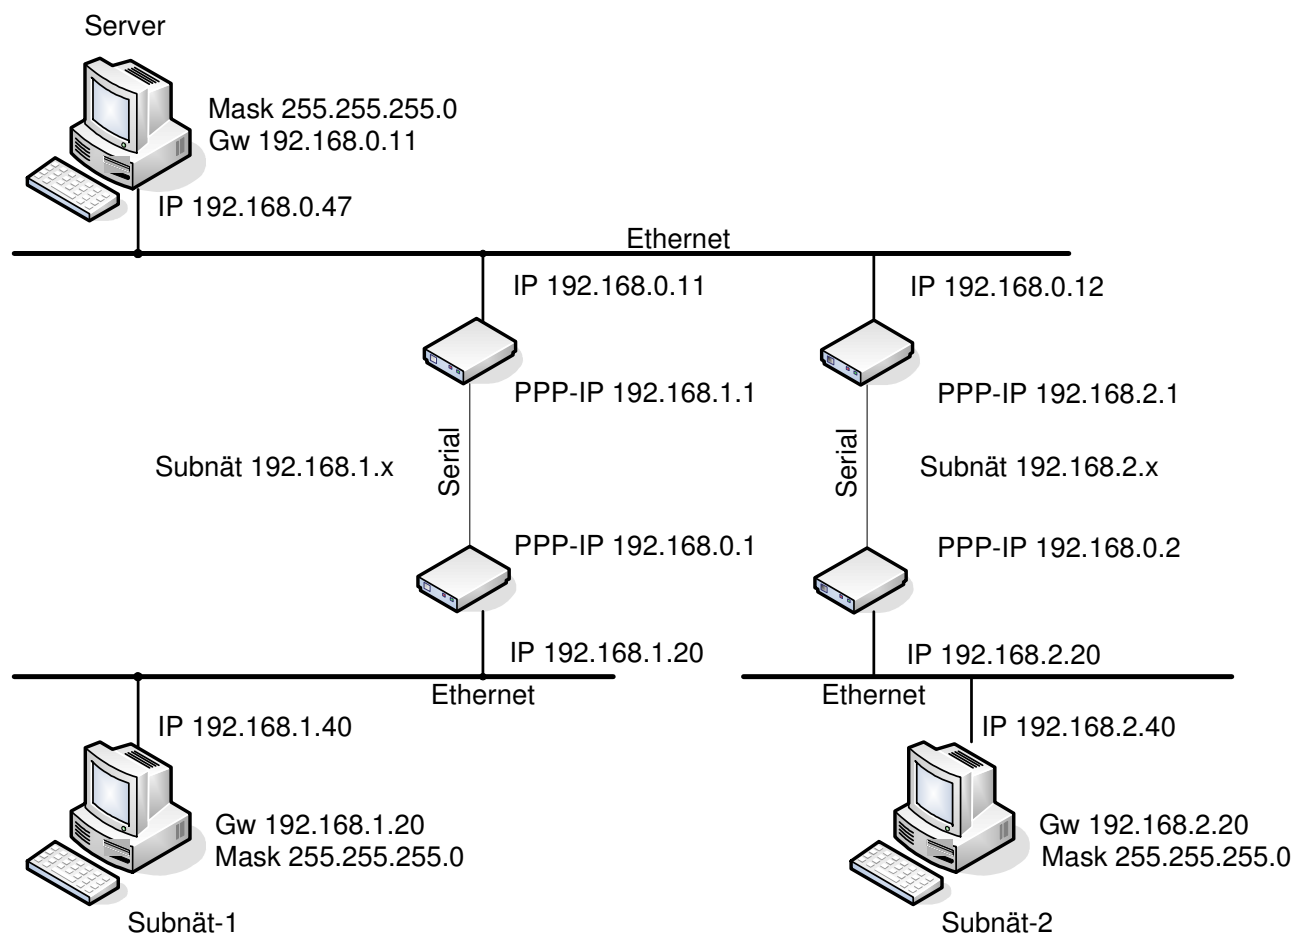 Server
Mask 255.255.255.0
Gw 192.168.0.11
IP 192.168.0.47
Ethernet
IP 192.168.0.11
IP 192.168.0.12
PPP-IP 192.168.1.1
PPP-IP 192.168.2.1
Serial
Serial
Subnät 192.168.1.x
Subnät 192.168.2.x
PPP-IP 192.168.0.1
PPP-IP 192.168.0.2
IP 192.168.1.20
IP 192.168.2.20
Ethernet
Ethernet
IP 192.168.1.40
IP 192.168.2.40
Gw 192.168.1.20
Mask 255.255.255.0
Gw 192.168.2.20
Mask 255.255.255.0
Subnät-1
Subnät-2